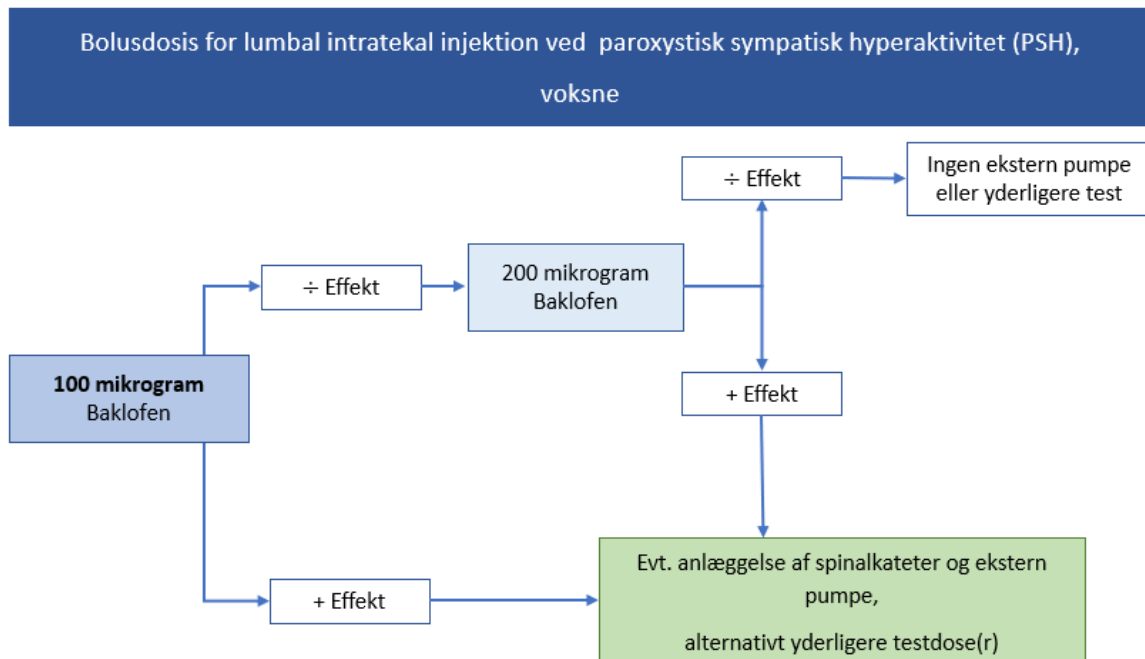 Bolusdosis for lumbal intratekal injektion ved paroxystisk sympatisk hyperaktivitet (PSH),
voksne
÷ Effekt
Ingen ekstern pumpe
eller yderligere test
÷ Effekt
200 mikrogram
Baklofen
100 mikrogram
Baklofen
+ Effekt
+ Effekt
Evt. anlæggelse af spinalkateter og ekstern
pumpe,
alternativt yderligere testdose(r)